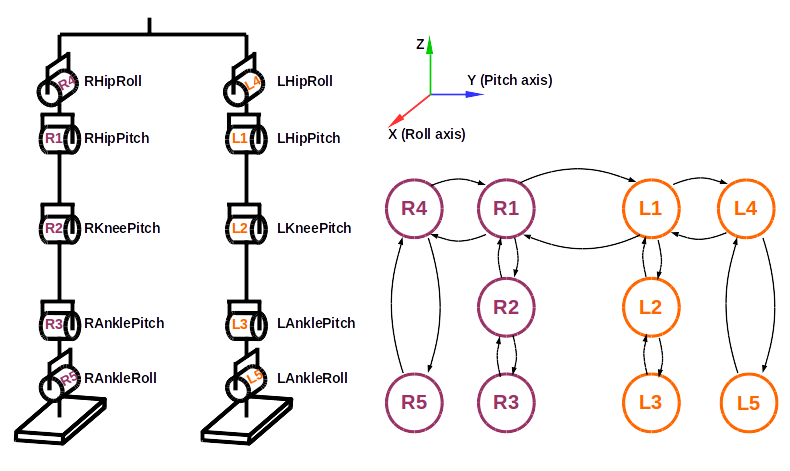 R4 RHipRoll L4 LHipRoll
R1 RHipPitch L1 LHipPitch
R2 RKneePitch L2 LKneePitch
R3 RAnklePitch L3 LAnklePitch
R5 RAnkleRoll L5 LAnkleRoll
Z
Y (Pitch axis)
X (Roll axis)
R4 R1 L1 L4
R2 L2
R5 R3 L3 L5